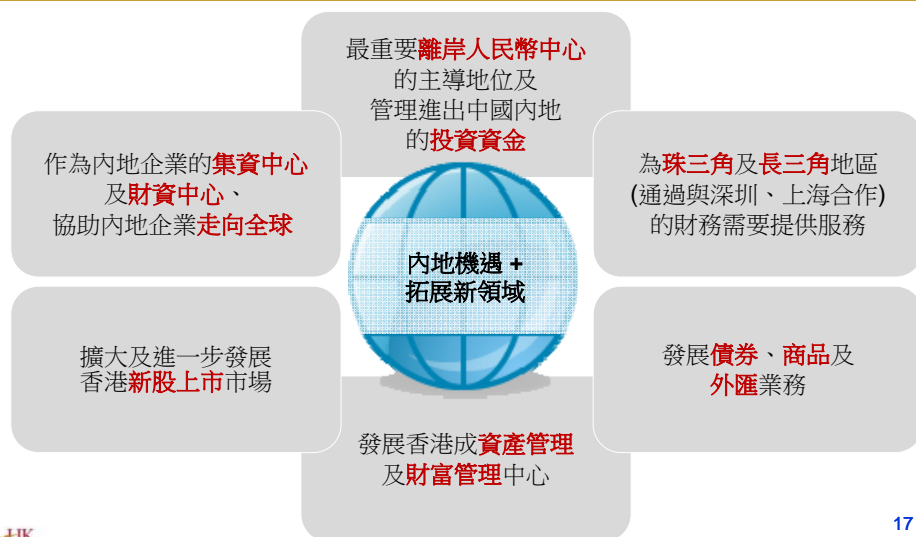 最重要離岸人民幣中心
的主導地位及
管理進出中國內地
的投資資金
作為內地企業的集資中心
及財資中心、
協助內地企業走向全球
為珠三角及長三角地區
(通過與深圳、上海合作)
的財務需要提供服務
內地機遇 +
拓展新領域
擴大及進一步發展
香港新股上市市場
發展債券、商品及
外匯業務
發展香港成資產管理
及財富管理中心
HK
17